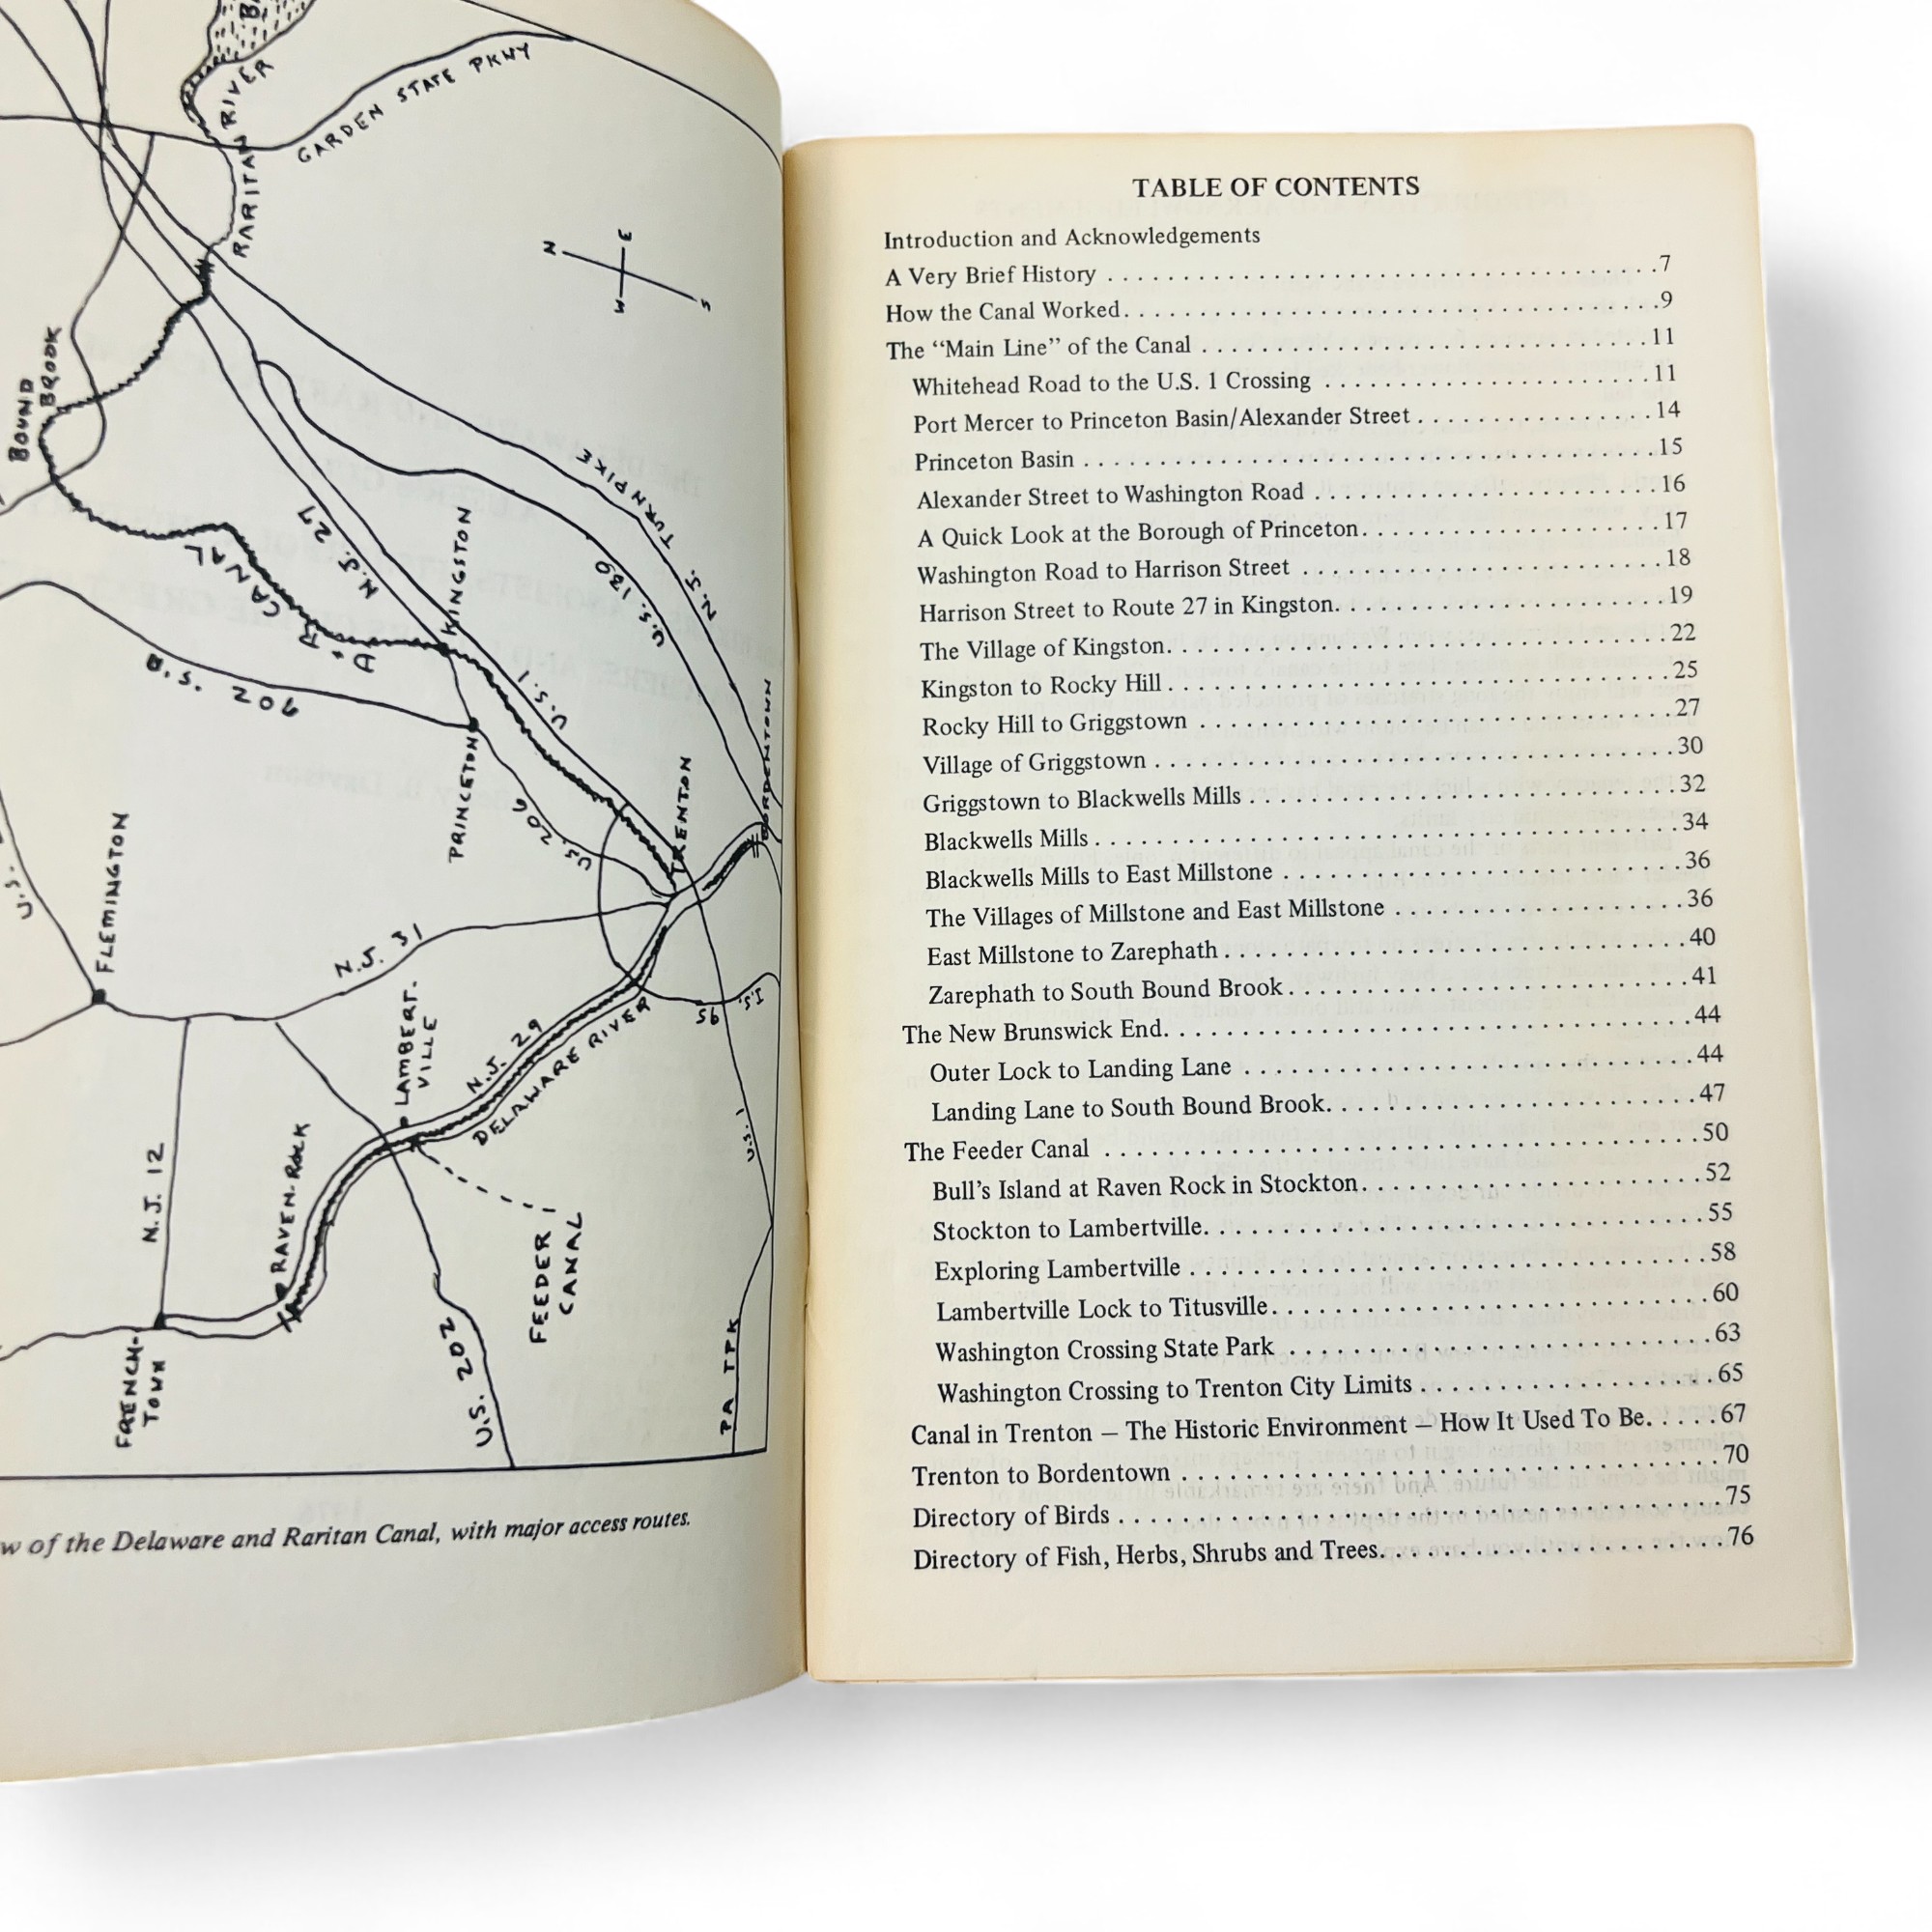 RARITAN RIVER
GARDEN STATE PKWY
N
E
W
S
BOUND
BROOK
D + R CANAL
N.J. 27
KINGSTON
TURNPIKE
N.J.
U.S. 130
U.S. 206
U.S. 1
PRINCETON
U.S. 206
TRENTON
BORDENTOWN
FLEMINGTON
U.S.
N.J. 31
LAMBERT-
VILLE
N.J. 29
DELAWARE RIVER
95
U.S. 1
N.J. 12
RAVEN ROCK
FEEDER
CANAL
FRENCH-
TOWN
U.S. 202
PA TPK
w of the Delaware and Raritan Canal, with major access routes.
TABLE OF CONTENTS
Introduction and Acknowledgements
A Very Brief History . . . . . . . . . . 7
How the Canal Worked. . . . . . . . . . 9
The “Main Line” of the Canal . . . . . . . . . . 11
Whitehead Road to the U.S. 1 Crossing . . . . . . . . . . 11
Port Mercer to Princeton Basin/Alexander Street . . . . . . . . . . 14
Princeton Basin . . . . . . . . . . 15
Alexander Street to Washington Road . . . . . . . . . . 16
A Quick Look at the Borough of Princeton. . . . . . . . . . 17
Washington Road to Harrison Street . . . . . . . . . . 18
Harrison Street to Route 27 in Kingston. . . . . . . . . . 19
The Village of Kingston. . . . . . . . . . 22
Kingston to Rocky Hill . . . . . . . . . . 25
Rocky Hill to Griggstown . . . . . . . . . . 27
Village of Griggstown . . . . . . . . . . 30
Griggstown to Blackwells Mills . . . . . . . . . . 32
Blackwells Mills . . . . . . . . . . 34
Blackwells Mills to East Millstone . . . . . . . . . . 36
The Villages of Millstone and East Millstone . . . . . . . . . . 36
East Millstone to Zarephath . . . . . . . . . . 40
Zarephath to South Bound Brook. . . . . . . . . . 41
The New Brunswick End. . . . . . . . . . 44
Outer Lock to Landing Lane . . . . . . . . . . 44
Landing Lane to South Bound Brook. . . . . . . . . . 47
The Feeder Canal . . . . . . . . . . 50
Bull’s Island at Raven Rock in Stockton. . . . . . . . . . 52
Stockton to Lambertville. . . . . . . . . . 55
Exploring Lambertville . . . . . . . . . . 58
Lambertville Lock to Titusville. . . . . . . . . . 60
Washington Crossing State Park . . . . . . . . . . 63
Washington Crossing to Trenton City Limits . . . . . . . . . . 65
Canal in Trenton – The Historic Environment – How It Used To Be. . . . . 67
Trenton to Bordentown . . . . . . . . . . 70
Directory of Birds . . . . . . . . . . 75
Directory of Fish, Herbs, Shrubs and Trees. . . . . . . . . . 76